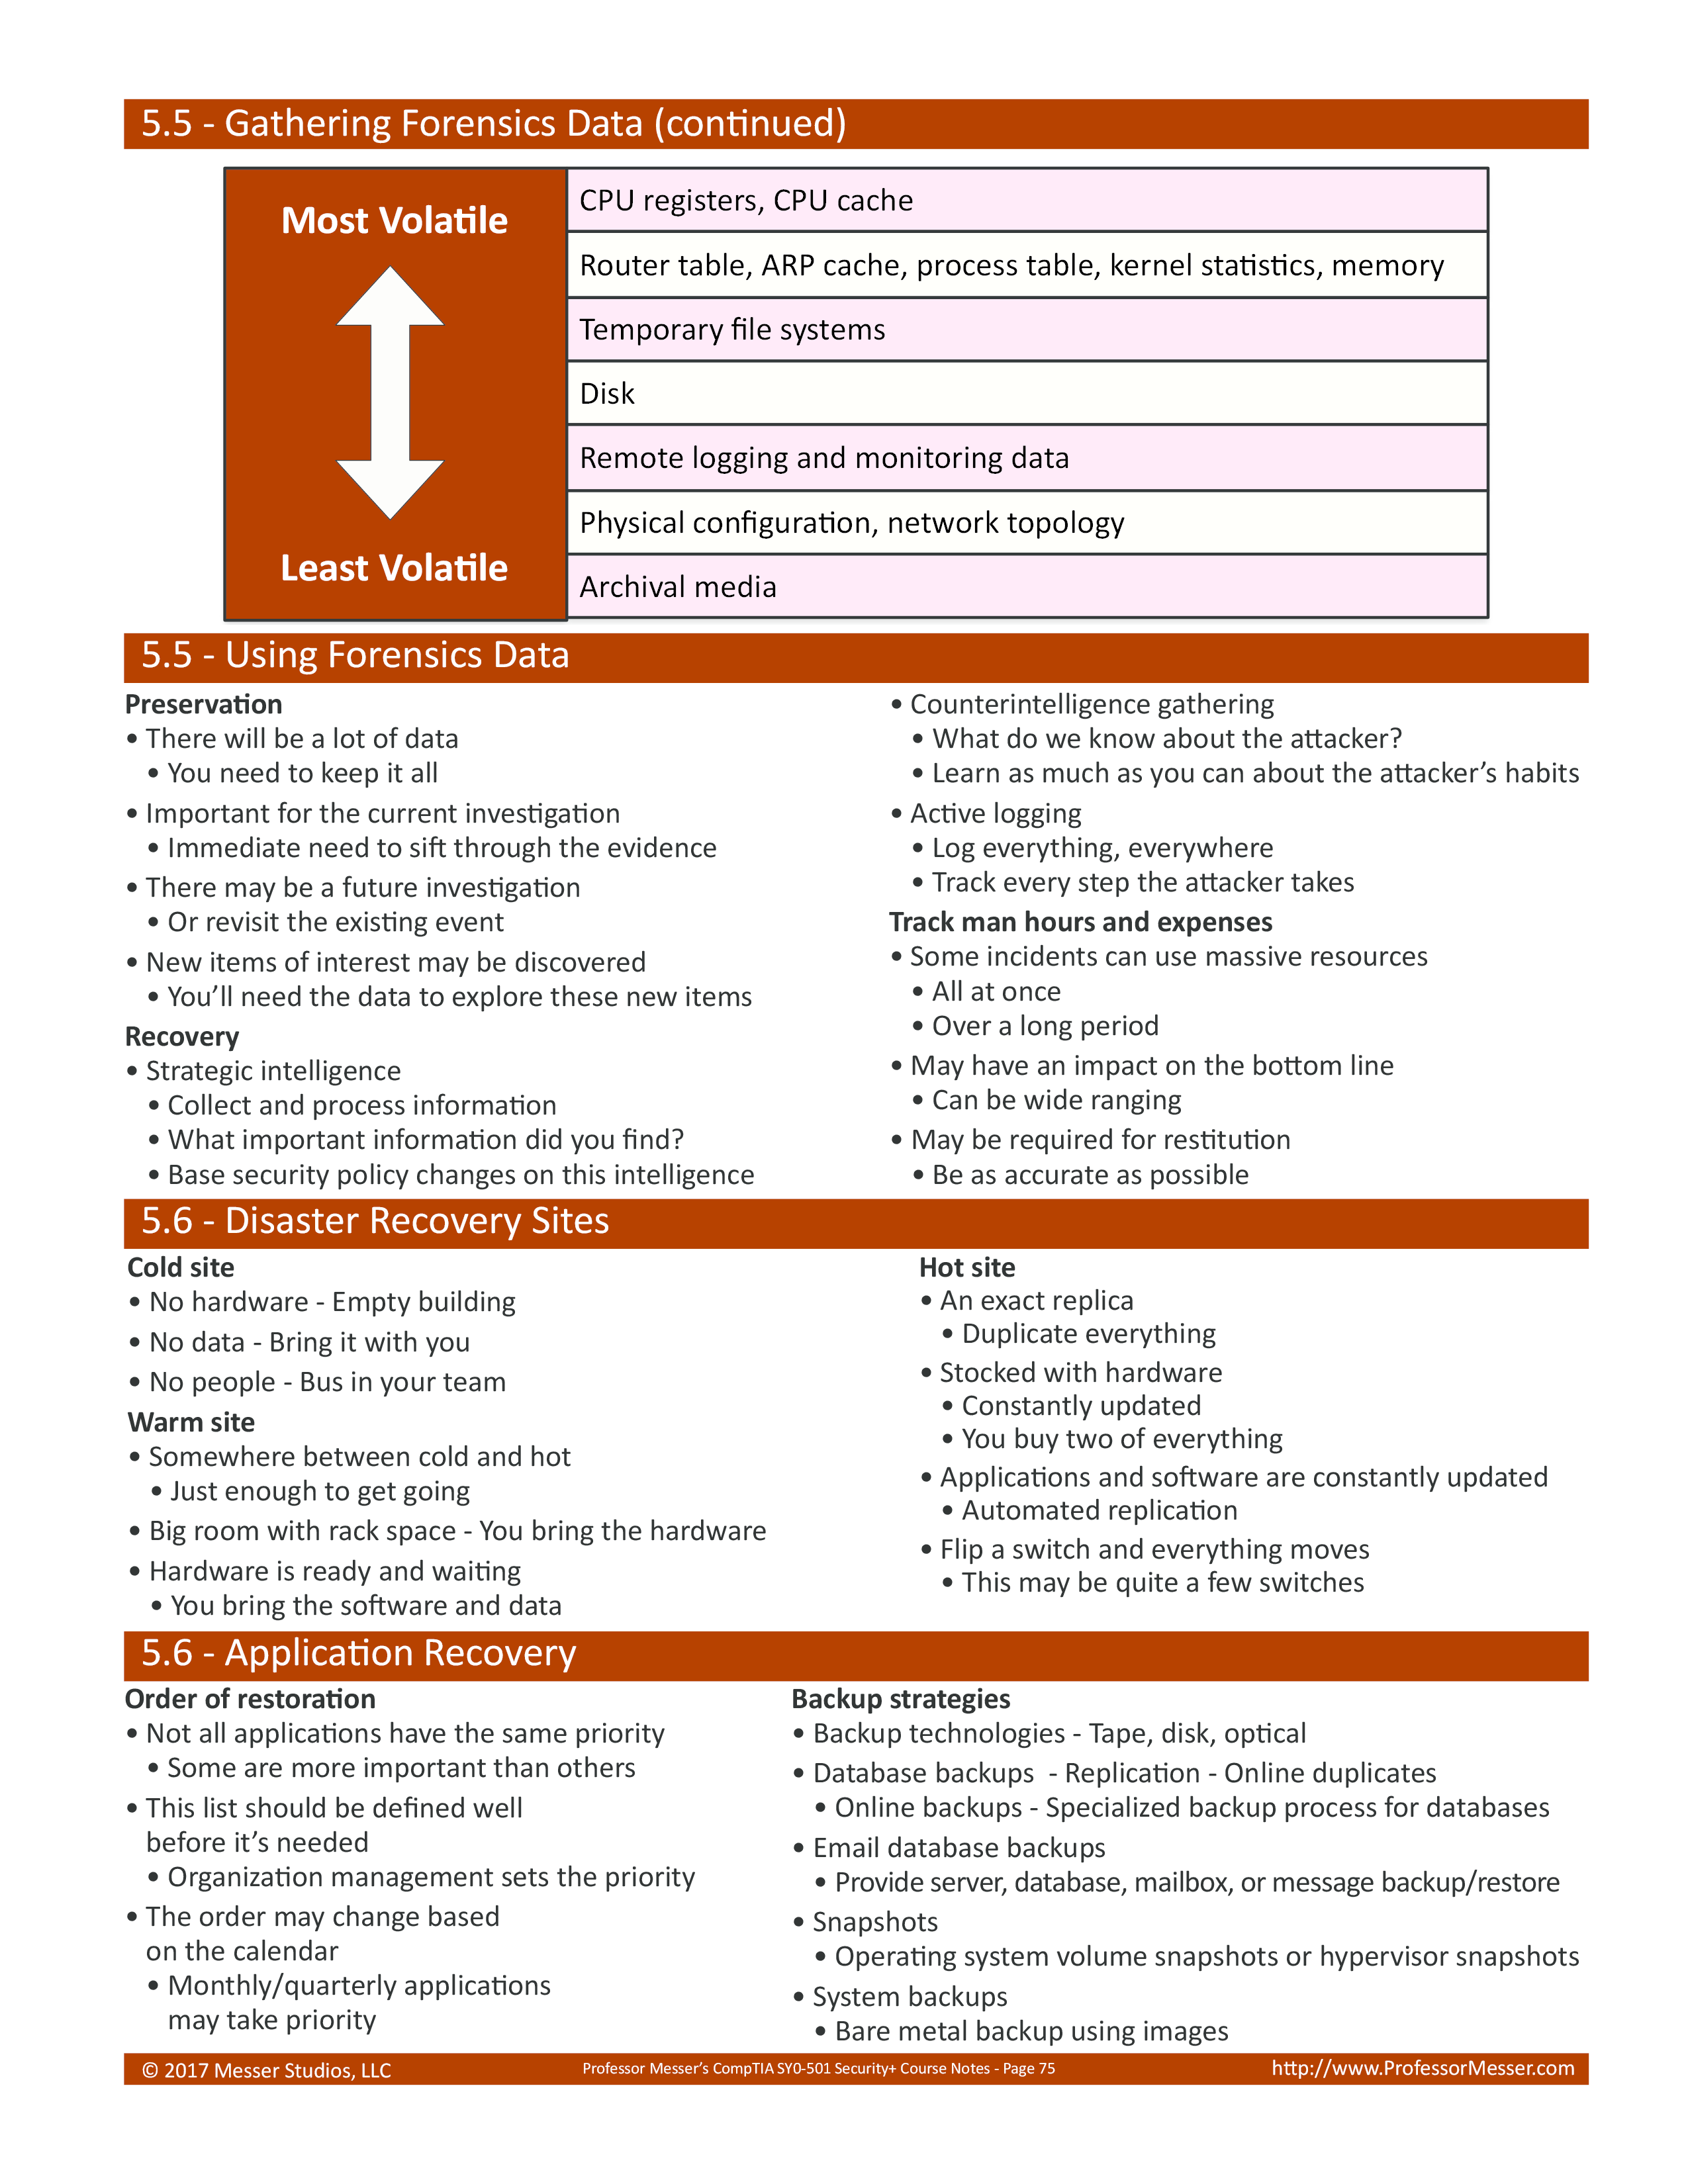 5.5 - Gathering Forensics Data (continued)
Most Volatile
Least Volatile
CPU registers, CPU cache
Router table, ARP cache, process table, kernel statistics, memory
Temporary file systems
Disk
Remote logging and monitoring data
Physical configuration, network topology
Archival media
5.5 - Using Forensics Data
Preservation
• There will be a lot of data
• You need to keep it all
• Important for the current investigation
• Immediate need to sift through the evidence
• There may be a future investigation
• Or revisit the existing event
• New items of interest may be discovered
• You’ll need the data to explore these new items
Recovery
• Strategic intelligence
• Collect and process information
• What important information did you find?
• Base security policy changes on this intelligence
• Counterintelligence gathering
• What do we know about the attacker?
• Learn as much as you can about the attacker’s habits
• Active logging
• Log everything, everywhere
• Track every step the attacker takes
Track man hours and expenses
• Some incidents can use massive resources
• All at once
• Over a long period
• May have an impact on the bottom line
• Can be wide ranging
• May be required for restitution
• Be as accurate as possible
5.6 - Disaster Recovery Sites
Cold site
• No hardware - Empty building
• No data - Bring it with you
• No people - Bus in your team
Warm site
• Somewhere between cold and hot
• Just enough to get going
• Big room with rack space - You bring the hardware
• Hardware is ready and waiting
• You bring the software and data
Hot site
• An exact replica
• Duplicate everything
• Stocked with hardware
• Constantly updated
• You buy two of everything
• Applications and software are constantly updated
• Automated replication
• Flip a switch and everything moves
• This may be quite a few switches
5.6 - Application Recovery
Order of restoration
• Not all applications have the same priority
• Some are more important than others
• This list should be defined well
before it’s needed
• Organization management sets the priority
• The order may change based
on the calendar
• Monthly/quarterly applications
may take priority
Backup strategies
• Backup technologies - Tape, disk, optical
• Database backups  - Replication - Online duplicates
• Online backups - Specialized backup process for databases
• Email database backups
• Provide server, database, mailbox, or message backup/restore
• Snapshots
• Operating system volume snapshots or hypervisor snapshots
• System backups
• Bare metal backup using images
© 2017 Messer Studios, LLC
Professor Messer’s CompTIA SY0-501 Security+ Course Notes - Page 75
http://www.ProfessorMesser.com